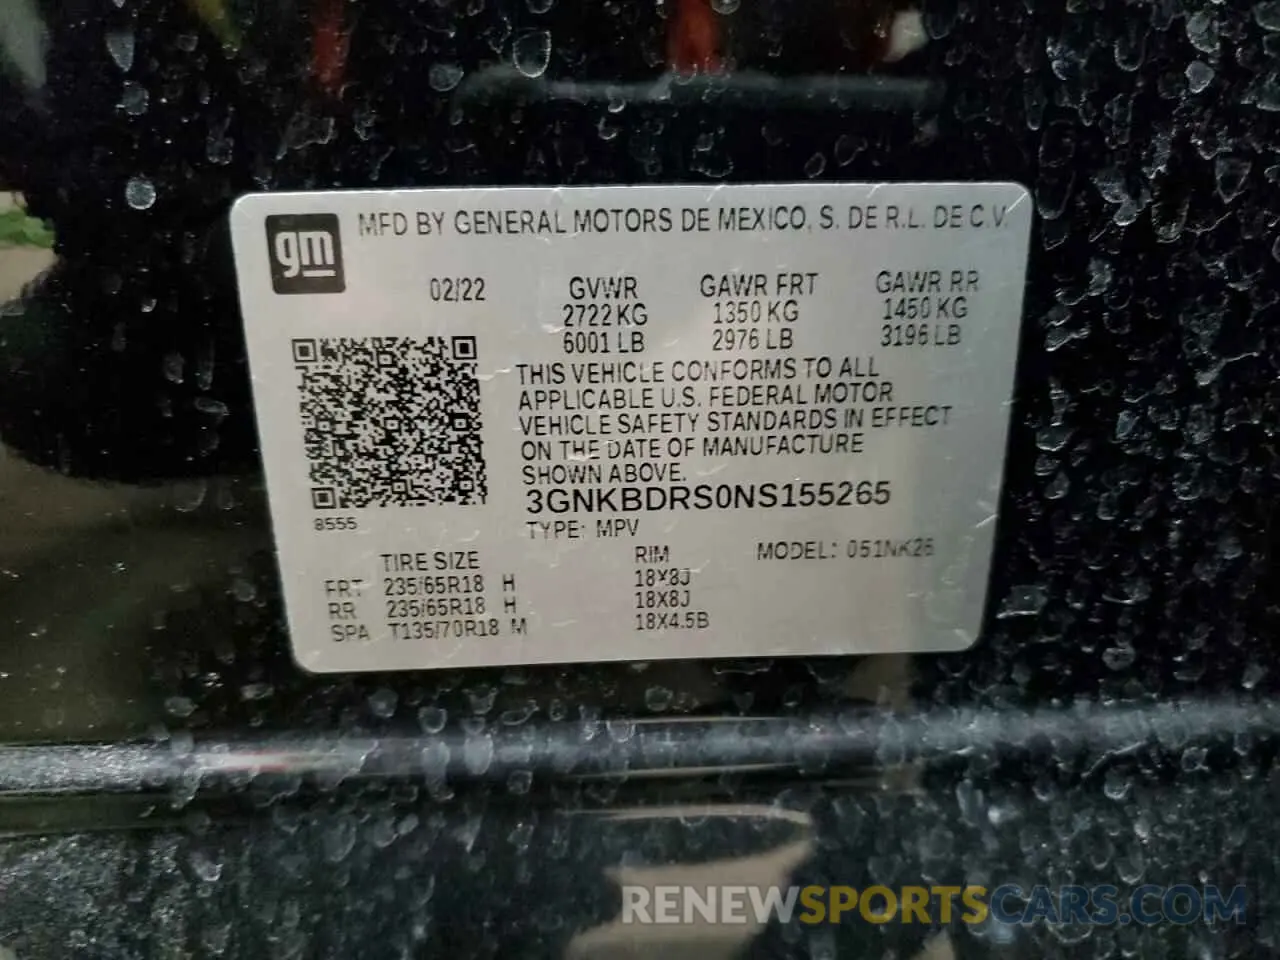 gm
MFD BY GENERAL MOTORS DE MEXICO, S. DE R.L. DE C.V.
02/22 GVWR GAWR FRT GAWR RR
2722 KG 1350 KG 1450 KG
6001 LB 2976 LB 3196 LB
THIS VEHICLE CONFORMS TO ALL
APPLICABLE U.S. FEDERAL MOTOR
VEHICLE SAFETY STANDARDS IN EFFECT
ON THE DATE OF MANUFACTURE
SHOWN ABOVE.
3GNKBDRS0NS155265
8555
TYPE: MPV
MODEL: 051NK26
TIRE SIZE RIM
FRT 235/65R18 H 18X8J
RR 235/65R18 H 18X8J
SPA T135/70R18 M 18X4.5B
RENEWSPORTSCARS.COM